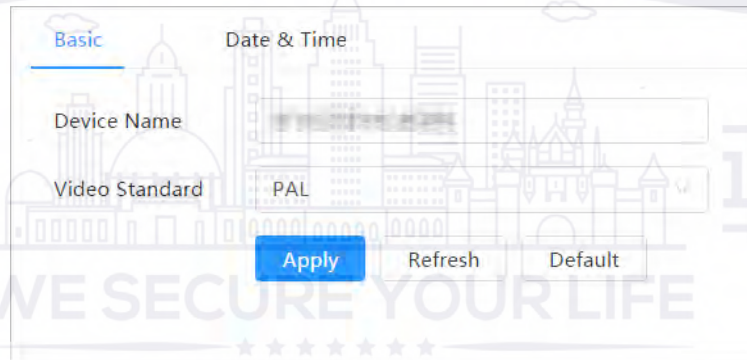 Basic Date & Time
Device Name
Video Standard PAL
Apply Refresh Default
WE SECURE YOUR LIFE